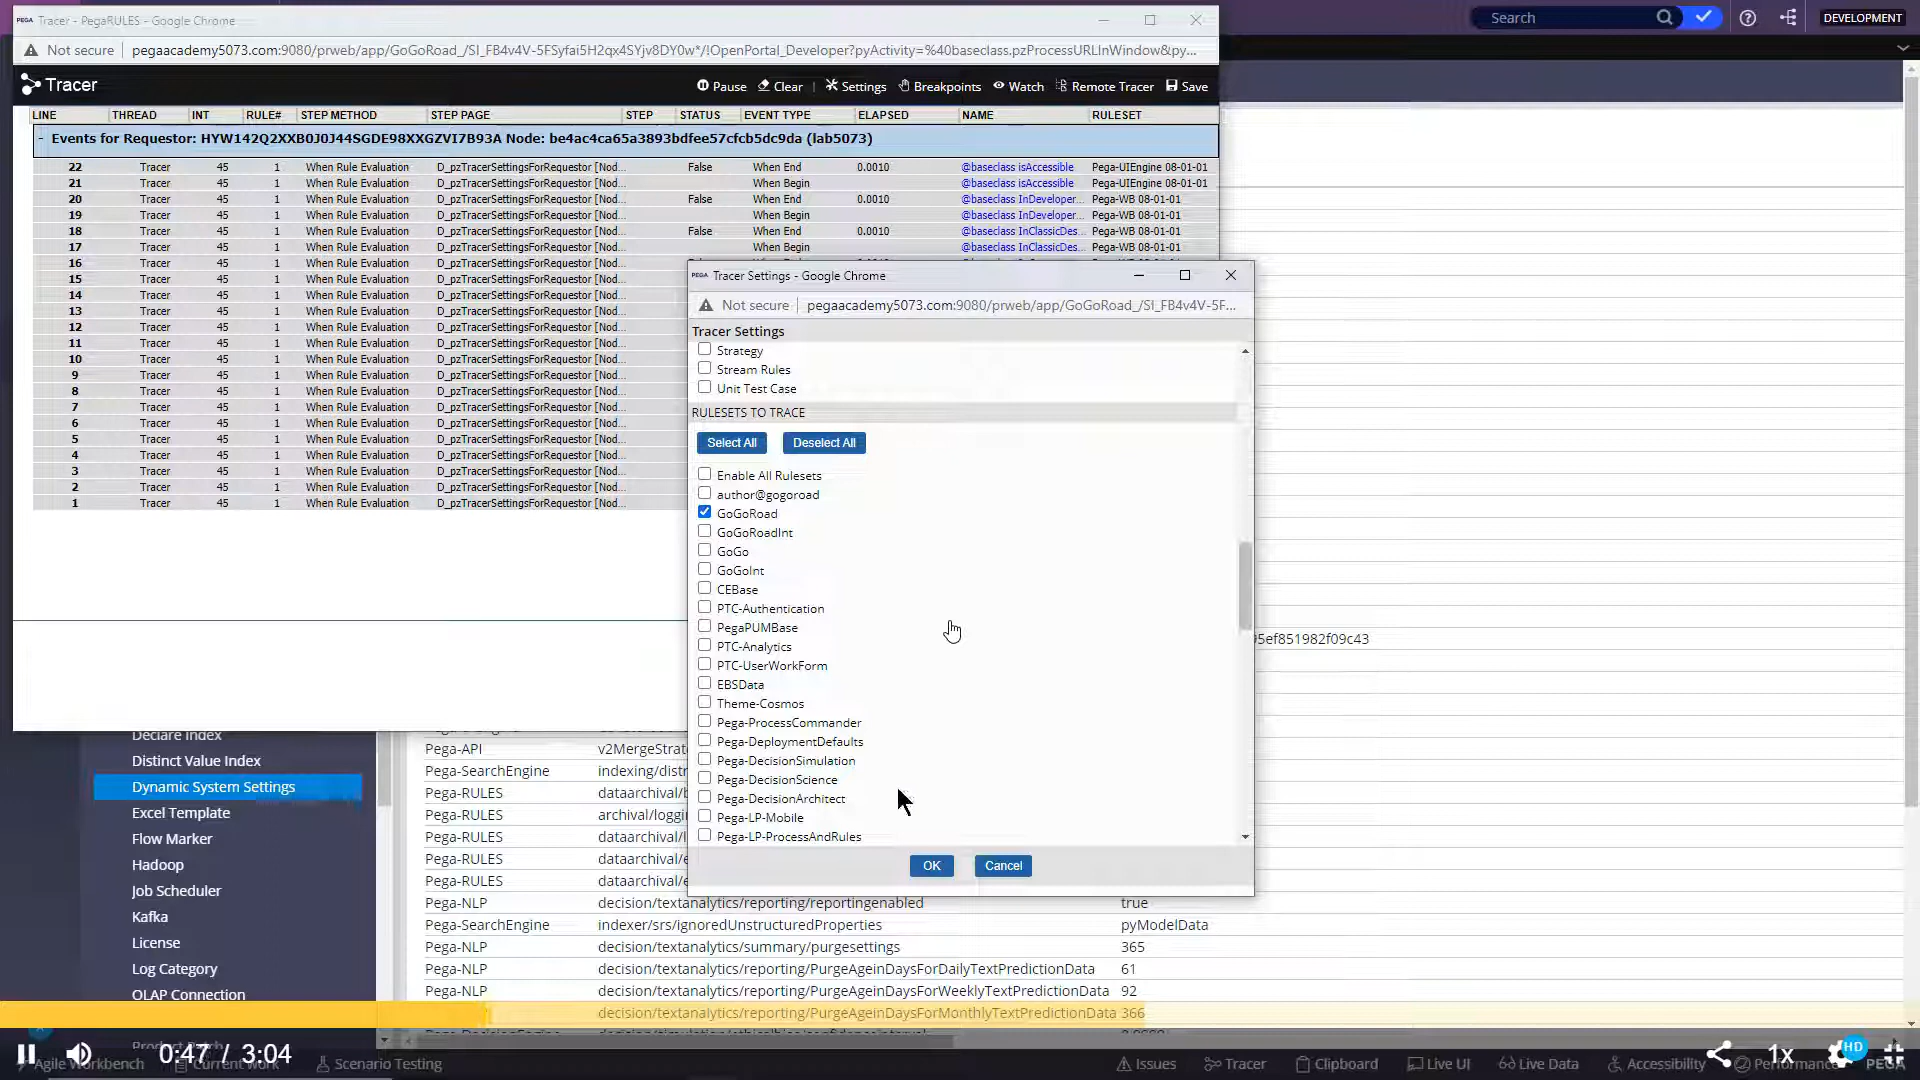 PEGA Tracer - PegaRULES - Google Chrome
Search
DEVELOPMENT
Not secure pegaacademy5073.com:9080/prweb/app/GoGoRoad_/SI_FB4v4V-5FSyfai5H2qx4SYjv8DY0w*/!OpenPortal_Developer?pyActivity=%40baseclass.pzProcessURLInWindow&py...
Tracer
Pause Clear Settings Breakpoints Watch Remote Tracer Save
LINE THREAD INT RULE# STEP METHOD STEP PAGE STEP STATUS EVENT TYPE ELAPSED NAME RULESET
- Events for Requestor: HYW142Q2XXB0J0J44SGDE98XXGZVI7B93A Node: be4ac4ca65a3893bdfee57cfcb5dc9da (lab5073)
22 Tracer 45 1 When Rule Evaluation D_pzTracerSettingsForRequestor [Nod... False When End 0.0010 @baseclass isAccessible Pega-UIEngine 08-01-01
21 Tracer 45 1 When Rule Evaluation D_pzTracerSettingsForRequestor [Nod... When Begin @baseclass isAccessible Pega-UIEngine 08-01-01
20 Tracer 45 1 When Rule Evaluation D_pzTracerSettingsForRequestor [Nod... False When End 0.0010 @baseclass InDeveloper... Pega-WB 08-01-01
19 Tracer 45 1 When Rule Evaluation D_pzTracerSettingsForRequestor [Nod... When Begin @baseclass InDeveloper... Pega-WB 08-01-01
18 Tracer 45 1 When Rule Evaluation D_pzTracerSettingsForRequestor [Nod... False When End 0.0010 @baseclass InClassicDes... Pega-WB 08-01-01
17 Tracer 45 1 When Rule Evaluation D_pzTracerSettingsForRequestor [Nod... When Begin @baseclass InClassicDes... Pega-WB 08-01-01
16 Tracer 45 1 When Rule Evaluation D_pzTracerSettingsForRequestor [Nod...
15 Tracer 45 1 When Rule Evaluation D_pzTracerSettingsForRequestor [Nod...
14 Tracer 45 1 When Rule Evaluation D_pzTracerSettingsForRequestor [Nod...
13 Tracer 45 1 When Rule Evaluation D_pzTracerSettingsForRequestor [Nod...
12 Tracer 45 1 When Rule Evaluation D_pzTracerSettingsForRequestor [Nod...
11 Tracer 45 1 When Rule Evaluation D_pzTracerSettingsForRequestor [Nod...
10 Tracer 45 1 When Rule Evaluation D_pzTracerSettingsForRequestor [Nod...
9 Tracer 45 1 When Rule Evaluation D_pzTracerSettingsForRequestor [Nod...
8 Tracer 45 1 When Rule Evaluation D_pzTracerSettingsForRequestor [Nod...
7 Tracer 45 1 When Rule Evaluation D_pzTracerSettingsForRequestor [Nod...
6 Tracer 45 1 When Rule Evaluation D_pzTracerSettingsForRequestor [Nod...
5 Tracer 45 1 When Rule Evaluation D_pzTracerSettingsForRequestor [Nod...
4 Tracer 45 1 When Rule Evaluation D_pzTracerSettingsForRequestor [Nod...
3 Tracer 45 1 When Rule Evaluation D_pzTracerSettingsForRequestor [Nod...
2 Tracer 45 1 When Rule Evaluation D_pzTracerSettingsForRequestor [Nod...
1 Tracer 45 1 When Rule Evaluation D_pzTracerSettingsForRequestor [Nod...
PEGA Tracer Settings - Google Chrome
Not secure pegaacademy5073.com:9080/prweb/app/GoGoRoad_/SI_FB4v4V-5F...
Tracer Settings
Strategy
Stream Rules
Unit Test Case
RULESETS TO TRACE
Select All Deselect All
Enable All Rulesets
author@gogoroad
GoGoRoad
GoGoRoadInt
GoGo
GoGoInt
CEBase
PTC-Authentication
PegaPUMBase
PTC-Analytics
PTC-UserWorkForm
EBSData
Theme-Cosmos
Pega-ProcessCommander
Pega-DeploymentDefaults
Pega-DecisionSimulation
Pega-DecisionScience
Pega-DecisionArchitect
Pega-LP-Mobile
Pega-LP-ProcessAndRules
OK Cancel
95ef851982f09c43
Declare Index
Distinct Value Index
Dynamic System Settings
Excel Template
Flow Marker
Hadoop
Job Scheduler
Kafka
License
Log Category
OLAP Connection
Product Patch
Pega-API v2MergeStrate
Pega-SearchEngine indexing/distr
Pega-RULES dataarchival/
Pega-RULES archival/loggi
Pega-RULES dataarchival/
Pega-RULES dataarchival/e
Pega-RULES dataarchival/e
Pega-NLP decision/textanalytics/reporting/reportingenabled true
Pega-SearchEngine indexer/srs/ignoredUnstructuredProperties pyModelData
Pega-NLP decision/textanalytics/summary/purgesettings 365
Pega-NLP decision/textanalytics/reporting/PurgeAgeinDaysForDailyTextPredictionData 61
Pega-NLP decision/textanalytics/reporting/PurgeAgeinDaysForWeeklyTextPredictionData 92
decision/textanalytics/reporting/PurgeAgeinDaysForMonthlyTextPredictionData 366
0:47 / 3:04
1x HD
Agile Workbench Current work Scenario Testing Issues Tracer Clipboard Live UI Live Data Accessibility Performance PEGA